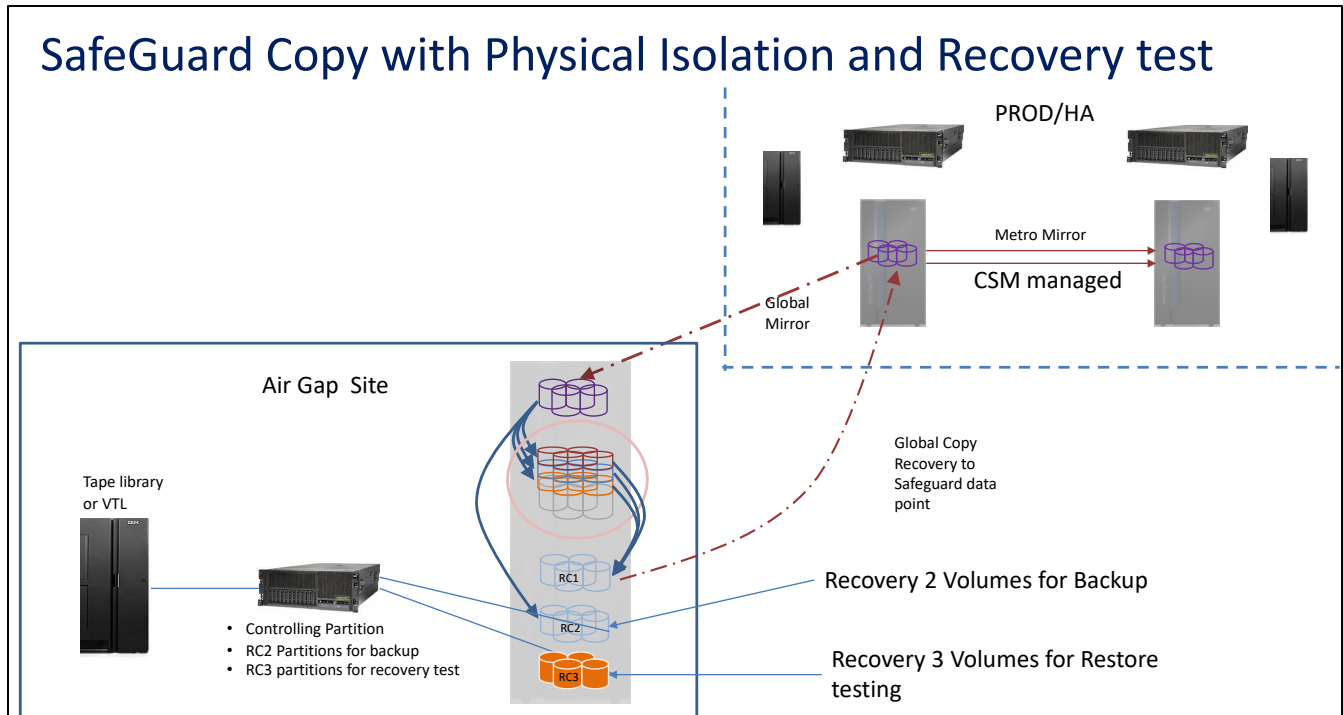 SafeGuard Copy with Physical Isolation and Recovery test
PROD/HA
Metro Mirror
CSM managed
Global
Mirror
Air Gap Site
Global Copy
Recovery to
Safeguard data
point
Tape library
or VTL
RC1
Recovery 2 Volumes for Backup
RC2
• Controlling Partition
• RC2 Partitions for backup
• RC3 partitions for recovery test
RC3
Recovery 3 Volumes for Restore
testing